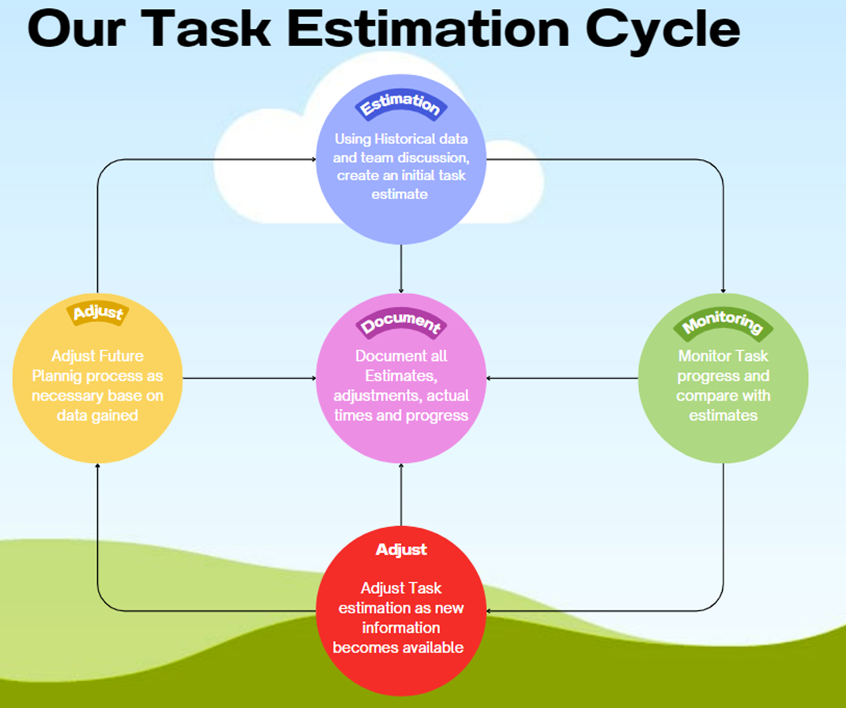 Our Task Estimation Cycle
Estimation
Using Historical data
and team discussion,
create an initial task
estimate
Adjust
Adjust Future
Plannig process as
necessary base on
data gained
Document
Document all
Estimates,
adjustments, actual
times and progress
Monitoring
Monitor Task
progress and
compare with
estimates
Adjust
Adjust Task
estimation as new
information
becomes available